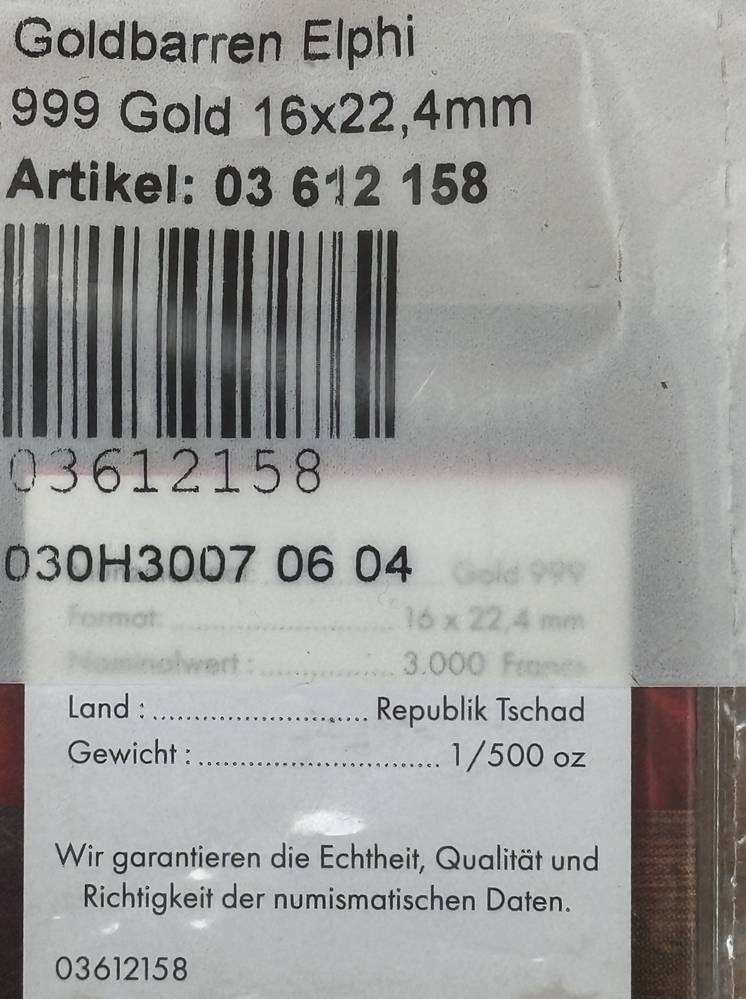 Goldbarren Elphi
999 Gold 16x22,4mm
Artikel: 03 612 158
03612158
030H3007 06 04
Gold 999
Format: ........................ 16 x 22,4 mm
Nominalwert : ............... 3.000 Francs
Land : ........................... Republik Tschad
Gewicht : .............................. 1/500 oz
Wir garantieren die Echtheit, Qualität und
Richtigkeit der numismatischen Daten.
03612158